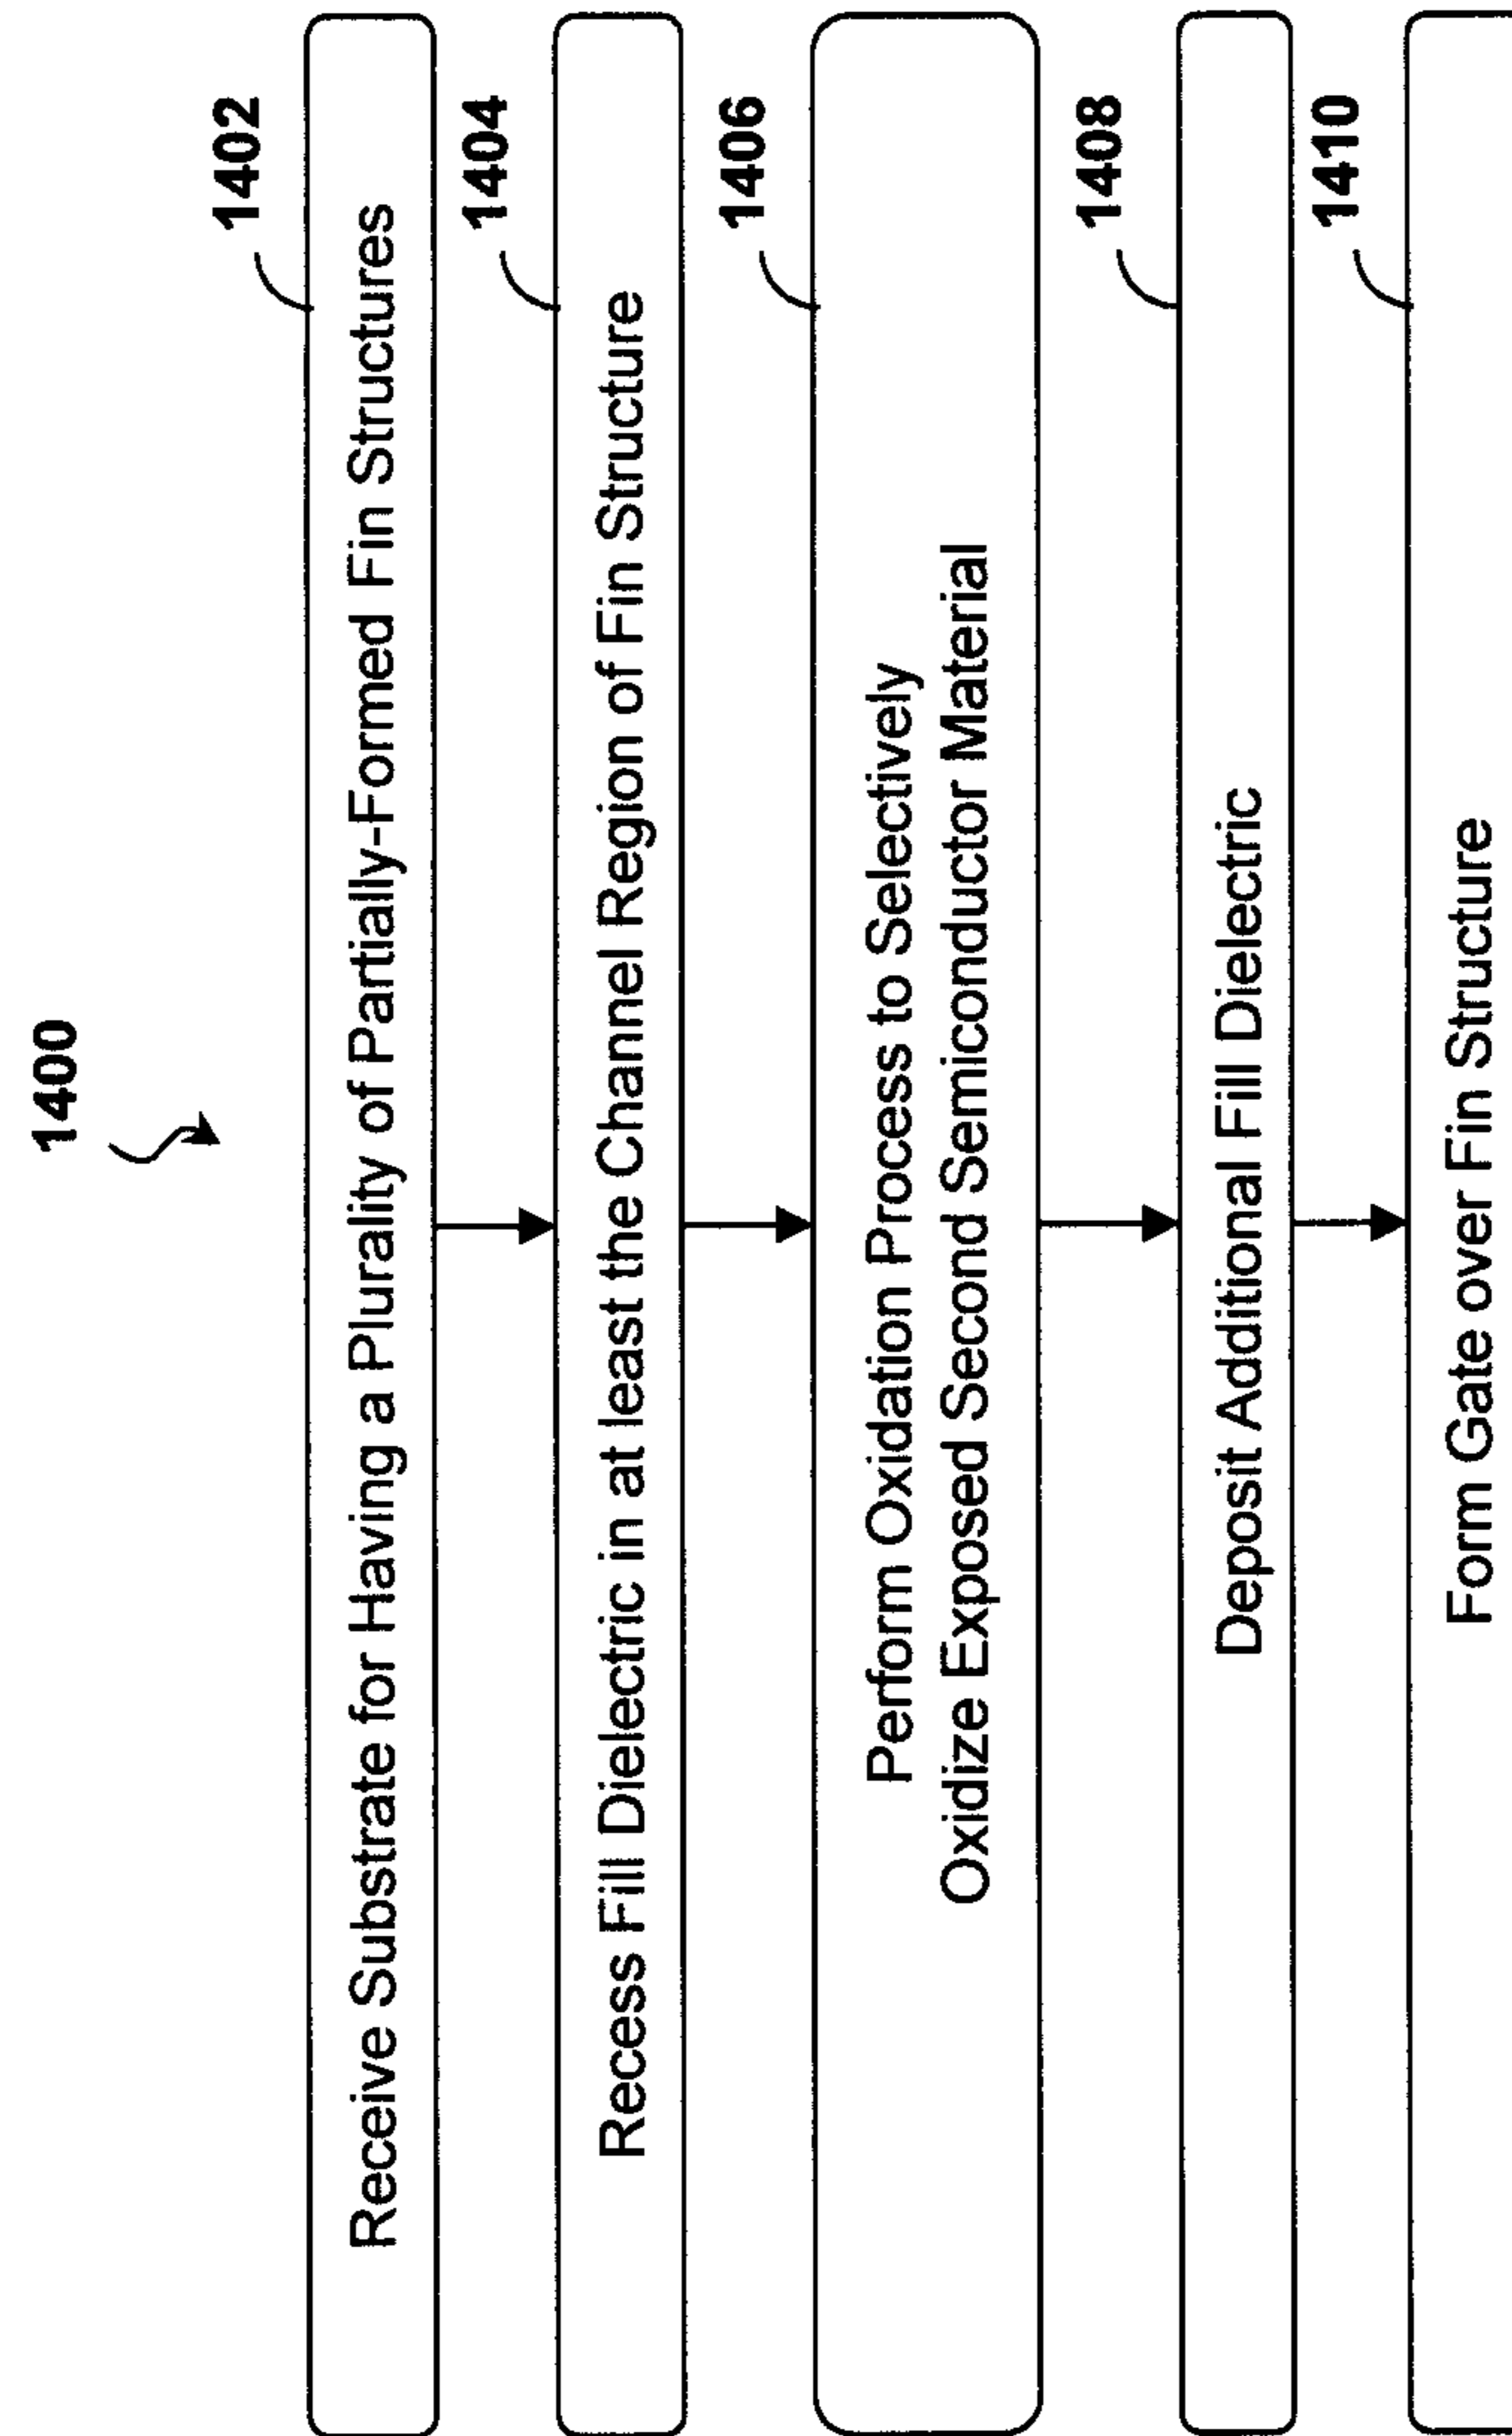 1400
1402
Receive Substrate for Having a Plurality of Partially-Formed Fin Structures
1404
Recess Fill Dielectric in at least the Channel Region of Fin Structure
1406
Perform Oxidation Process to Selectively
Oxidize Exposed Second Semiconductor Material
1408
Deposit Additional Fill Dielectric
1410
Form Gate over Fin Structure